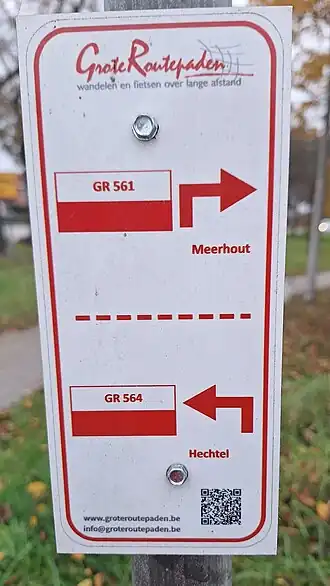 GroteRoutepaden
wandelen en fietsen over lange afstand
GR 561
Meerhout
GR 564
Hechtel
www.groteroutepaden.be
info@groteroutepaden.be